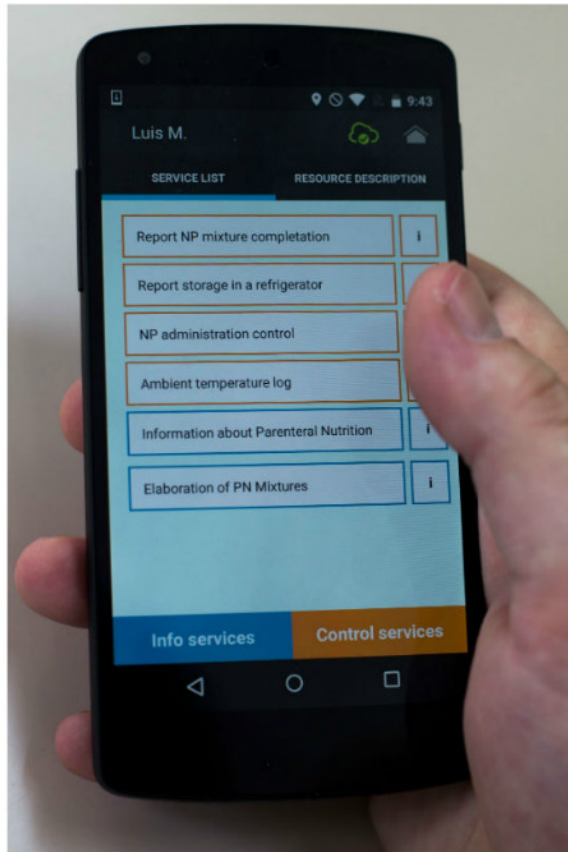 9:43
Luis M.
SERVICE LIST
RESOURCE DESCRIPTION
Report NP mixture completation
i
Report storage in a refrigerator
NP administration control
Ambient temperature log
Information about Parenteral Nutrition
i
Elaboration of PN Mixtures
i
Info services
Control services